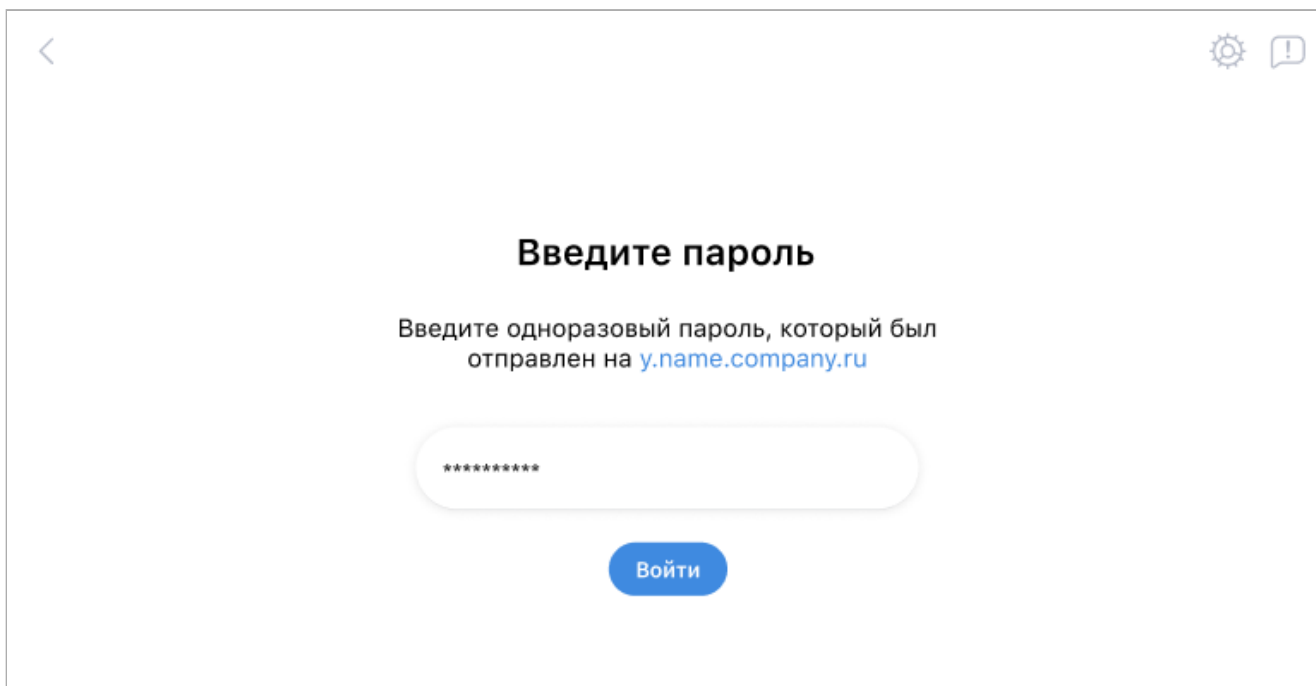 Введите пароль
Введите одноразовый пароль, который был
отправлен на y.name.company.ru
**********
Войти